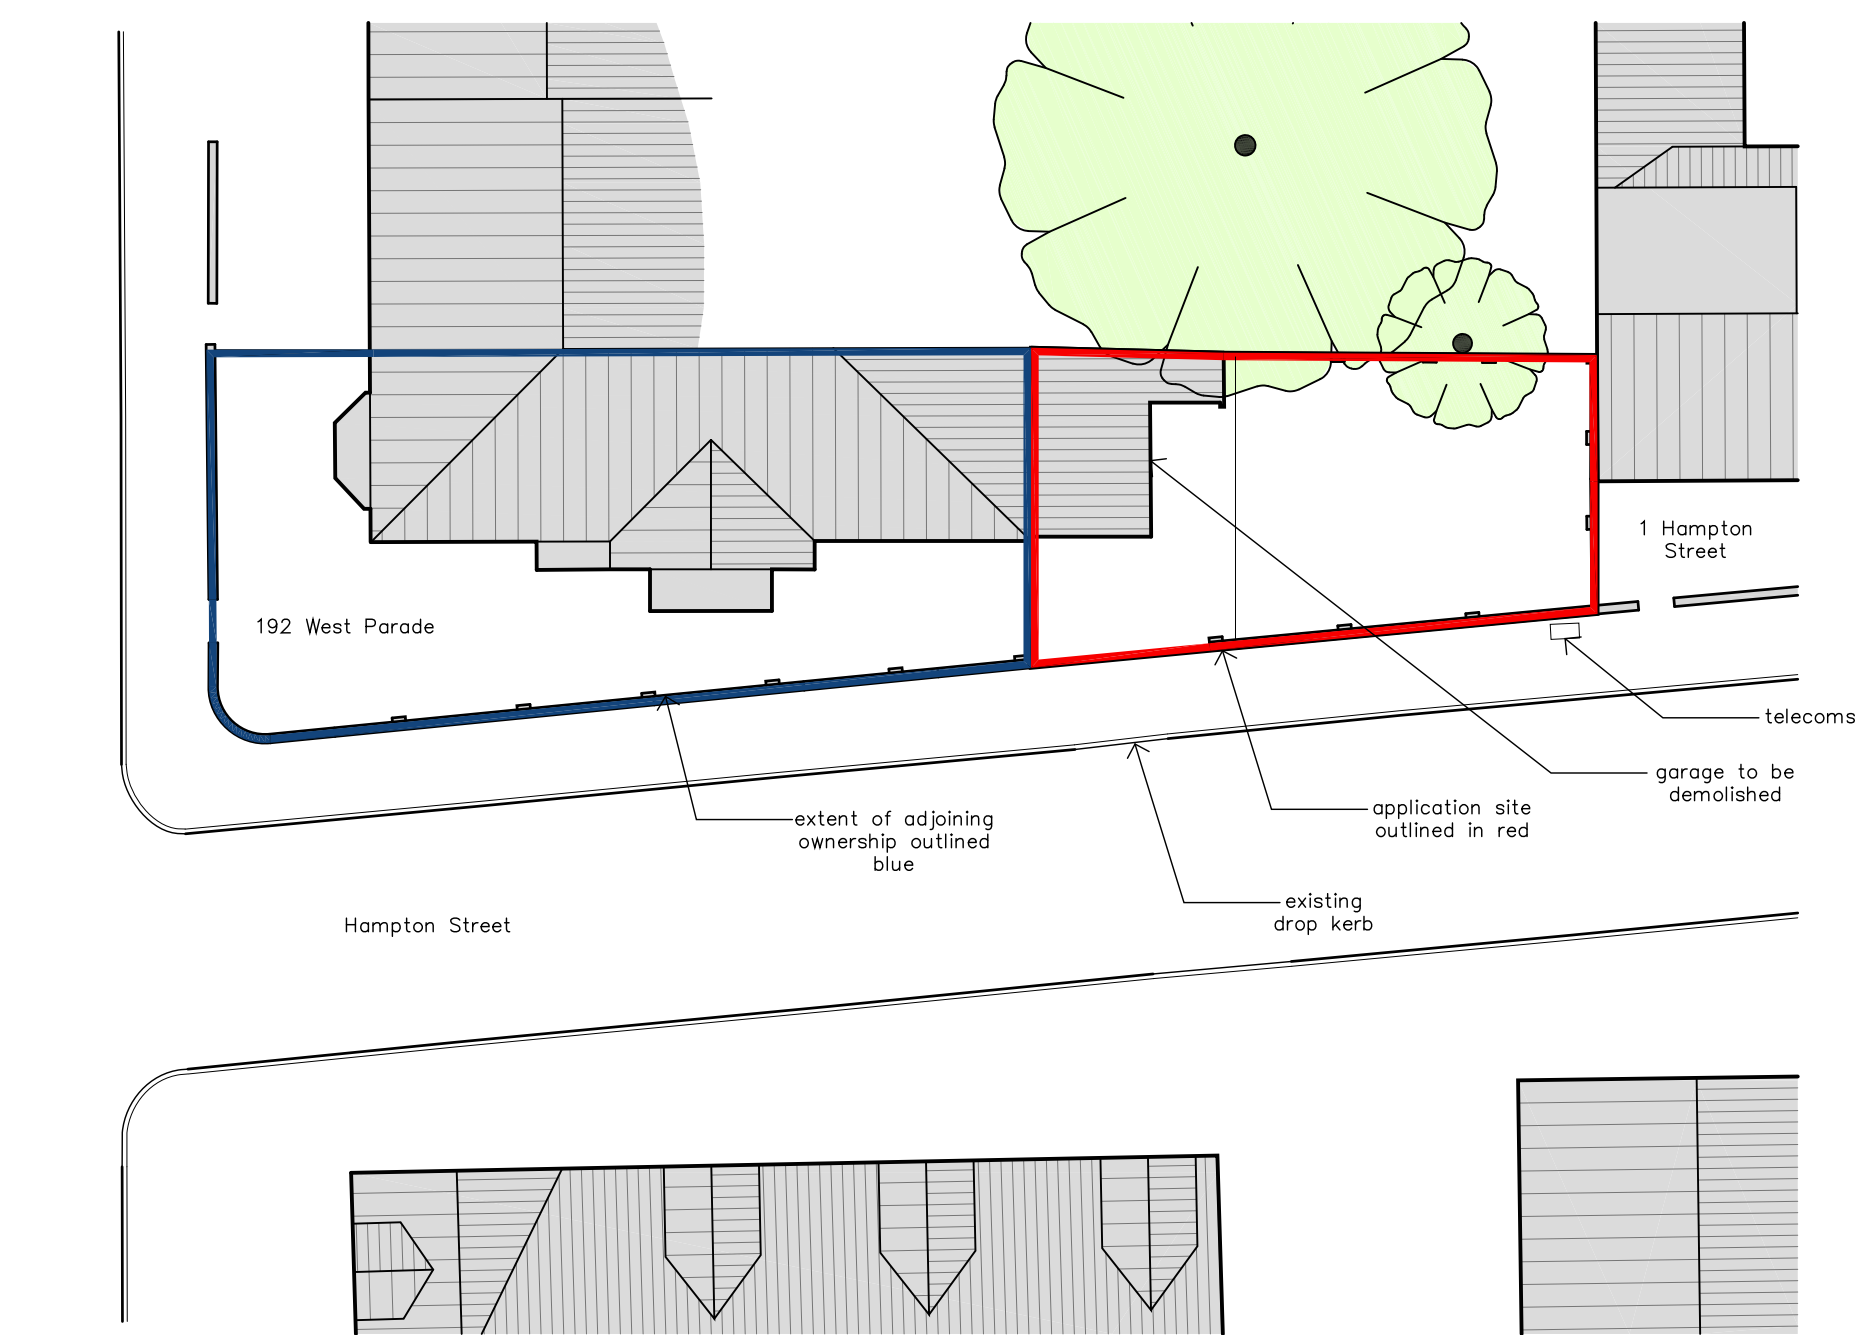 1 Hampton
Street
192 West Parade
telecoms
garage to be
demolished
application site
outlined in red
extent of adjoining
ownership outlined
blue
existing
drop kerb
Hampton Street